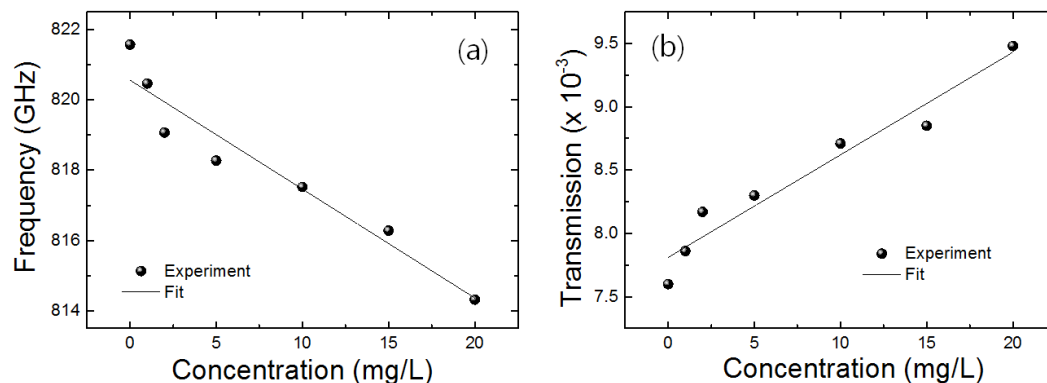 (a)
822
820
818
816
814
Frequency (GHz)
Experiment
Fit
0 5 10 15 20
Concentration (mg/L)
(b)
9.5
9.0
8.5
8.0
7.5
Transmission (x 10⁻³)
Experiment
Fit
0 5 10 15 20
Concentration (mg/L)